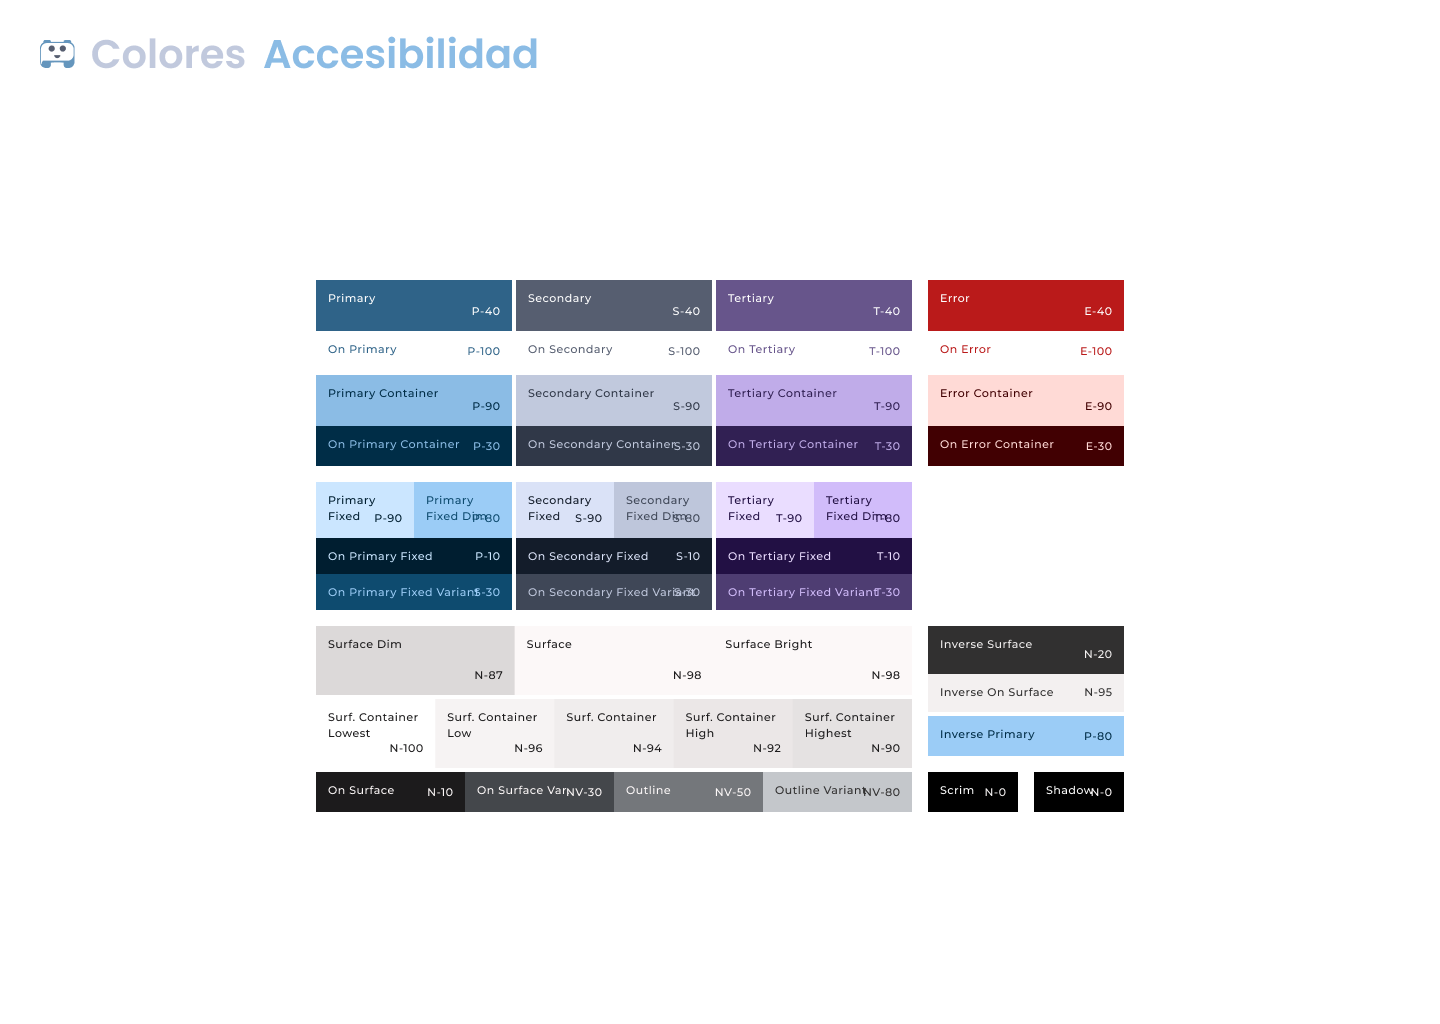 Colores Accesibilidad
Primary
P-40
Secondary
S-40
Tertiary
T-40
Error
E-40
On Primary
P-100
On Secondary
S-100
On Tertiary
T-100
On Error
E-100
Primary Container
P-90
Secondary Container
S-90
Tertiary Container
T-90
Error Container
E-90
On Primary Container
P-30
On Secondary Container
S-30
On Tertiary Container
T-30
On Error Container
E-30
Primary
Fixed
P-90
Primary
Fixed Dim
P-80
Secondary
Fixed
S-90
Secondary
Fixed Dim
S-80
Tertiary
Fixed
T-90
Tertiary
Fixed Dim
T-80
On Primary Fixed
P-10
On Secondary Fixed
S-10
On Tertiary Fixed
T-10
On Primary Fixed Variant
-30
On Secondary Fixed Variant
S-30
On Tertiary Fixed Variant
T-30
Surface Dim
N-87
Surface
N-98
Surface Bright
N-98
Inverse Surface
N-20
Inverse On Surface
N-95
Surf. Container
Lowest
N-100
Surf. Container
Low
N-96
Surf. Container
N-94
Surf. Container
High
N-92
Surf. Container
Highest
N-90
Inverse Primary
P-80
On Surface
N-10
On Surface Var.
NV-30
Outline
NV-50
Outline Variant
NV-80
Scrim
N-0
Shadow
N-0